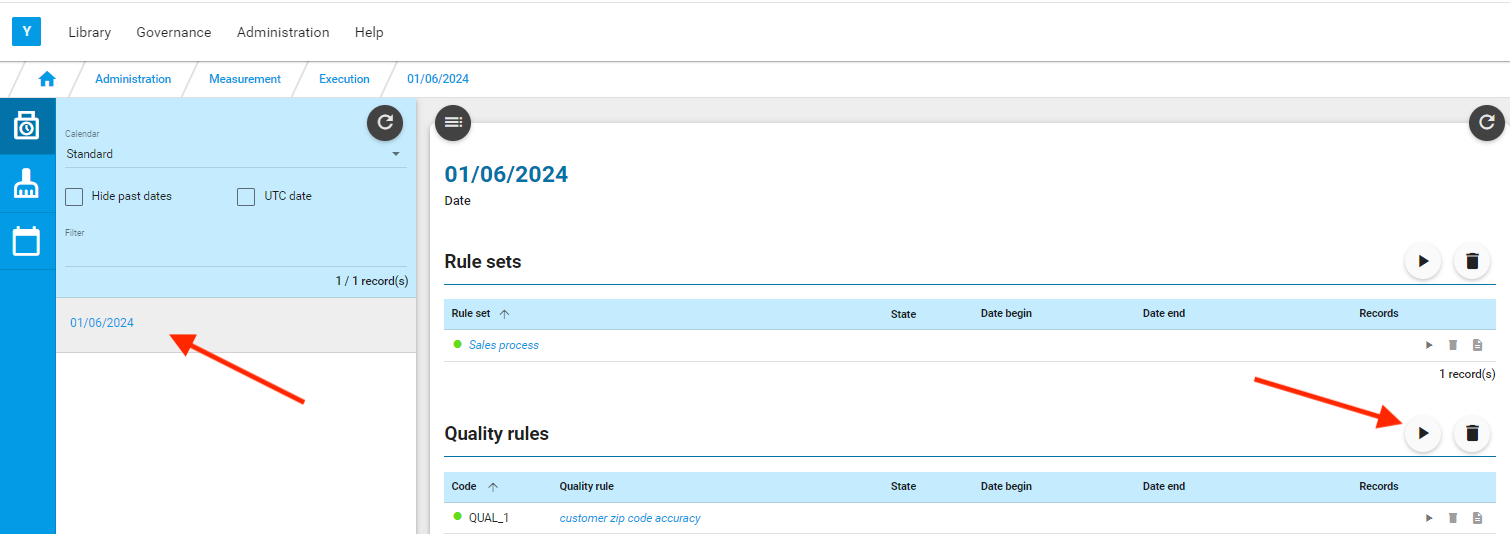 Y Library Governance Administration Help
Administration Measurement Execution 01/06/2024
Calendar
Standard
Hide past dates UTC date
Filter
1 / 1 record(s)
01/06/2024
01/06/2024
Date
Rule sets
Rule set State Date begin Date end Records
Sales process
1 record(s)
Quality rules
Code Quality rule State Date begin Date end Records
QUAL_1 customer zip code accuracy